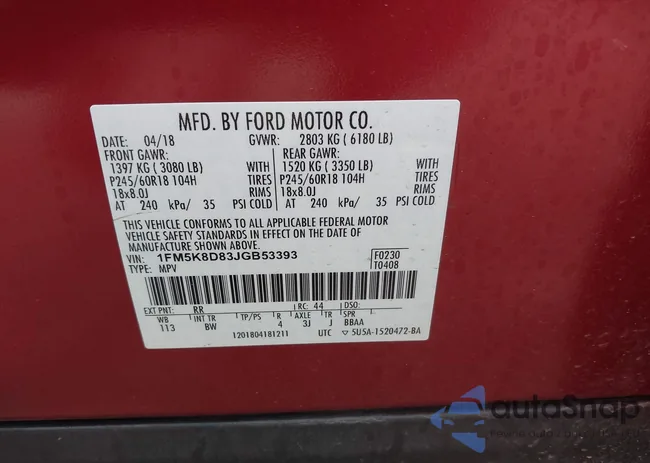 MFD. BY FORD MOTOR CO.
DATE: 04/18 GVWR: 2803 KG ( 6180 LB)
FRONT GAWR: REAR GAWR:
1397 KG ( 3080 LB) WITH 1520 KG ( 3350 LB) WITH
P245/60R18 104H TIRES P245/60R18 104H TIRES
18x8.0J RIMS 18x8.0J RIMS
AT 240 kPa/ 35 PSI COLD AT 240 kPa/ 35 PSI COLD
THIS VEHICLE CONFORMS TO ALL APPLICABLE FEDERAL MOTOR
VEHICLE SAFETY STANDARDS IN EFFECT ON THE DATE OF
MANUFACTURE SHOWN ABOVE.
VIN: 1FM5K8D83JGB53393 F0230
TYPE: MPV T0408
EXT PNT: RR RC: 44 DSO:
WB INT TR TP/PS R AXLE TR SPR
113 BW 4 3J J BBAA
1201804181211 UTC ▽ 5U5A-1520472-BA
autoSnap